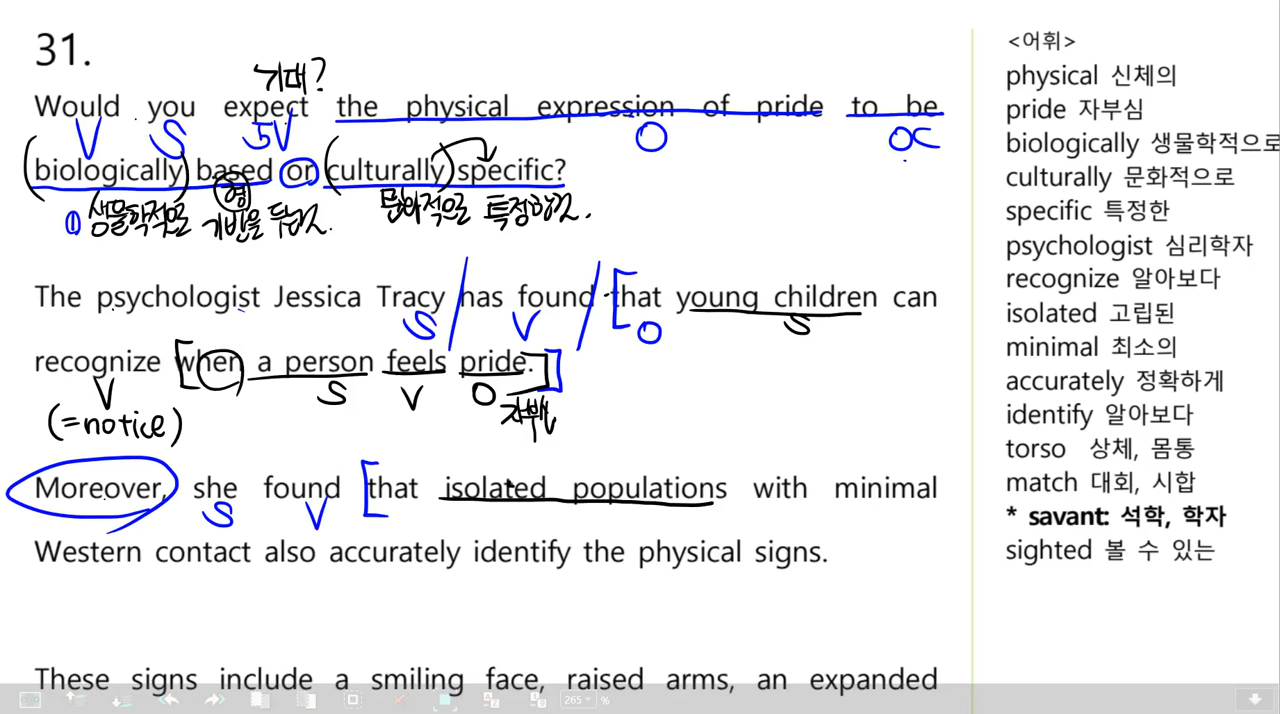 31.
기대?
Would you expect the physical expression of pride to be
V S 5V O OC
(biologically) based or (culturally) specific?
① 생물학적으로 형 기반을 두는 것 문화적으로 특정한 것.
The psychologist Jessica Tracy has found that young children can
S V O S
recognize when a person feels pride.
V S V O 자부심
(=notice)
Moreover, she found that isolated populations with minimal
S V
Western contact also accurately identify the physical signs.
These signs include a smiling face, raised arms, an expanded
265 %
<어휘>
physical 신체의
pride 자부심
biologically 생물학적으로
culturally 문화적으로
specific 특정한
psychologist 심리학자
recognize 알아보다
isolated 고립된
minimal 최소의
accurately 정확하게
identify 알아보다
torso 상체, 몸통
match 대회, 시합
* savant: 석학, 학자
sighted 볼 수 있는